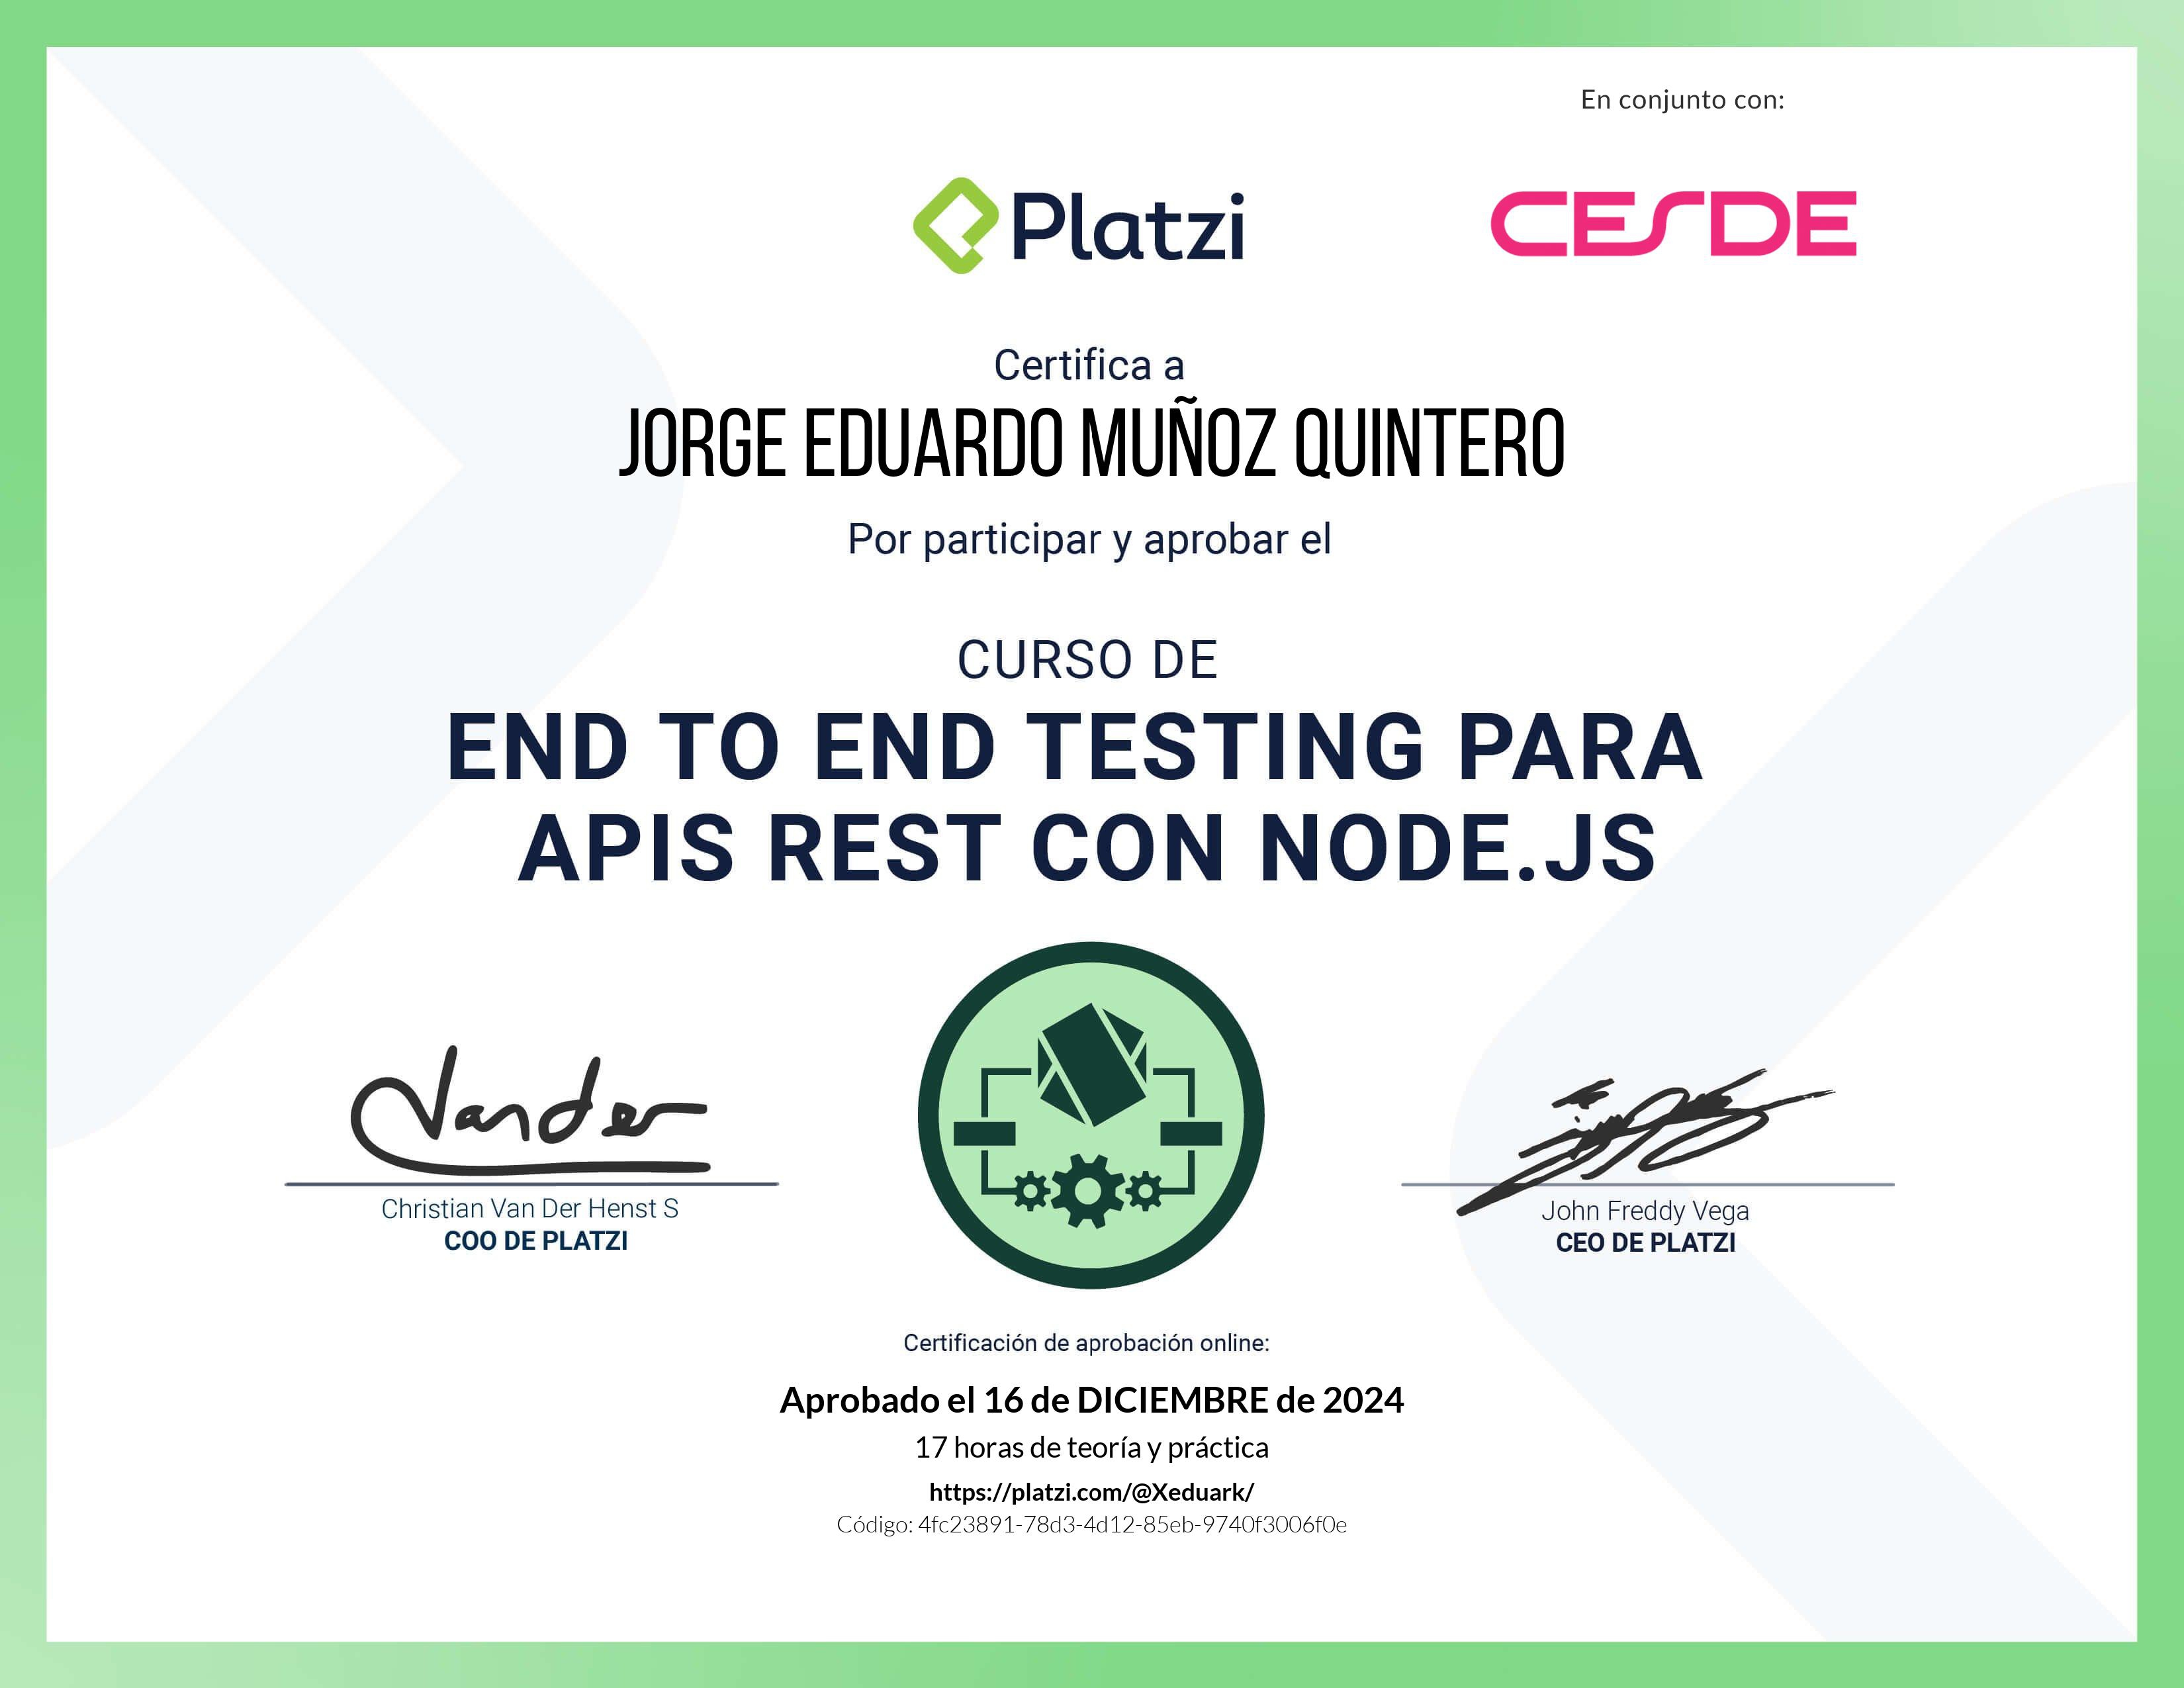 En conjunto con:
Platzi
CESDE
Certifica a
JORGE EDUARDO MUÑOZ QUINTERO
Por participar y aprobar el
CURSO DE
END TO END TESTING PARA
APIS REST CON NODE.JS
Vander
Christian Van Der Henst S
COO DE PLATZI
John Freddy Vega
CEO DE PLATZI
Certificación de aprobación online:
Aprobado el 16 de DICIEMBRE de 2024
17 horas de teoría y práctica
https://platzi.com/@Xeduark/
Código: 4fc23891-78d3-4d12-85eb-9740f3006f0e